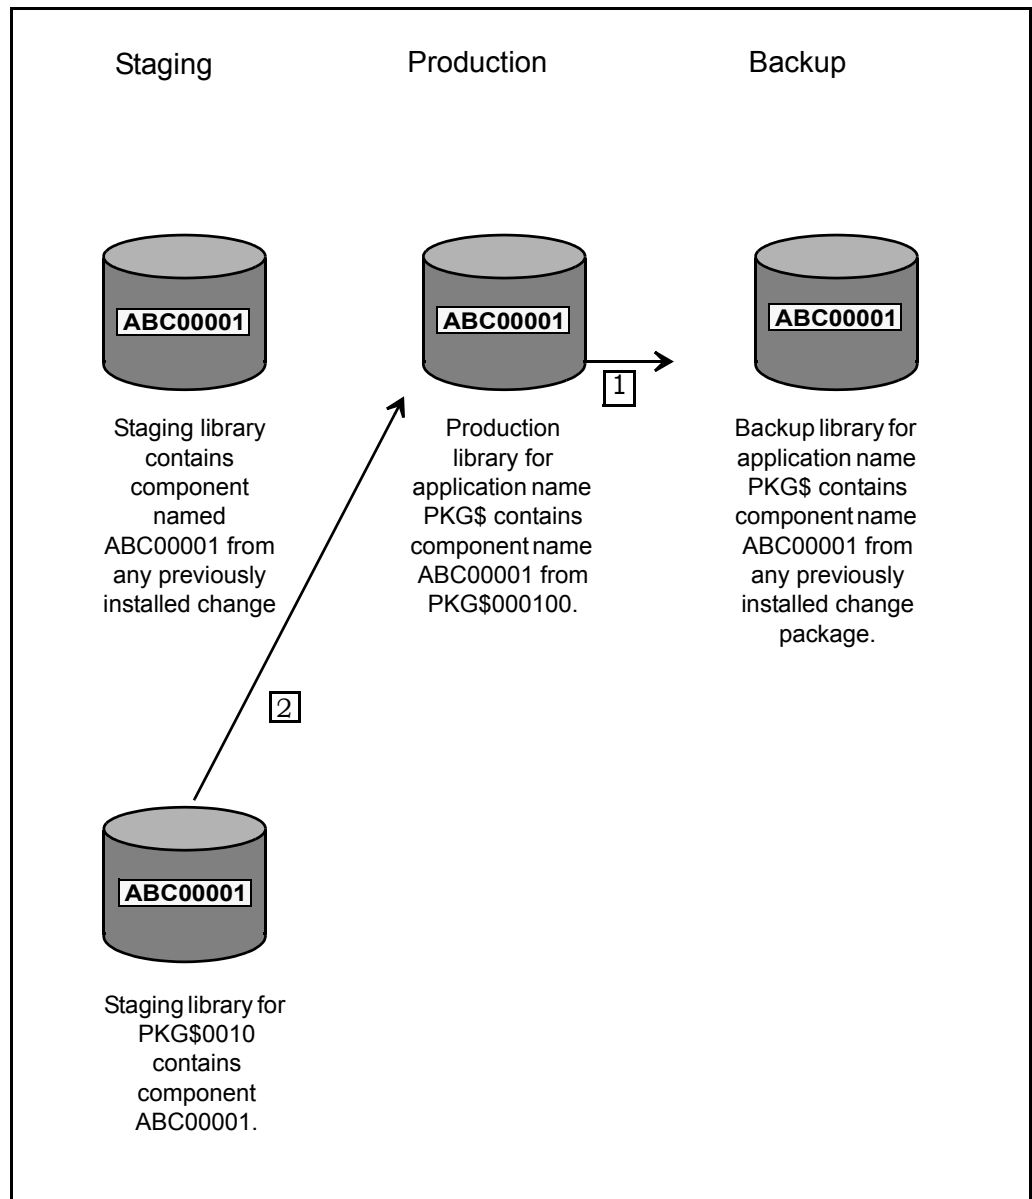 Staging
Production
Backup
ABC00001
ABC00001
ABC00001
1
Staging library
contains
component
named
ABC00001 from
any previously
installed change
Production
library for
application name
PKG$ contains
component name
ABC00001 from
PKG$000100.
Backup library for
application name
PKG$ contains
component name
ABC00001 from
any previously
installed change
package.
2
ABC00001
Staging library for
PKG$0010
contains
component
ABC00001.